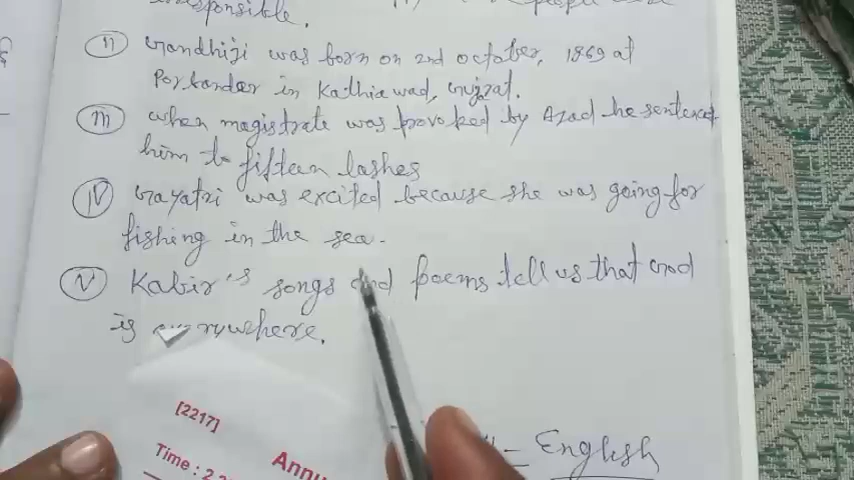 responsible.
(II) Gandhiji was born on 2nd october, 1869 at
Porbandar in Kathiawad, Gujrat.
(III) when magistrate was provoked by Azad he sentenced
him to fifteen lashes
(IV) Gayatri was excited because she was going for
fishing in the sea.
(V) Kabir's songs and poems tell us that God
is everywhere.
[2217]
Time : 2.
Annu
= English